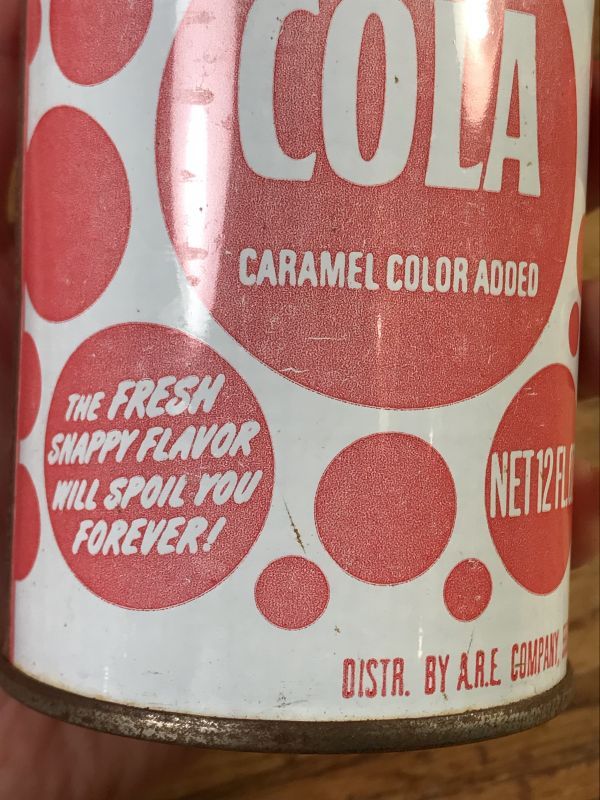 COLA
CARAMEL COLOR ADDED
THE FRESH
SNAPPY FLAVOR
WILL SPOIL YOU
FOREVER!
NET 12 FL.
DISTR. BY A.R.E. COMPANY,